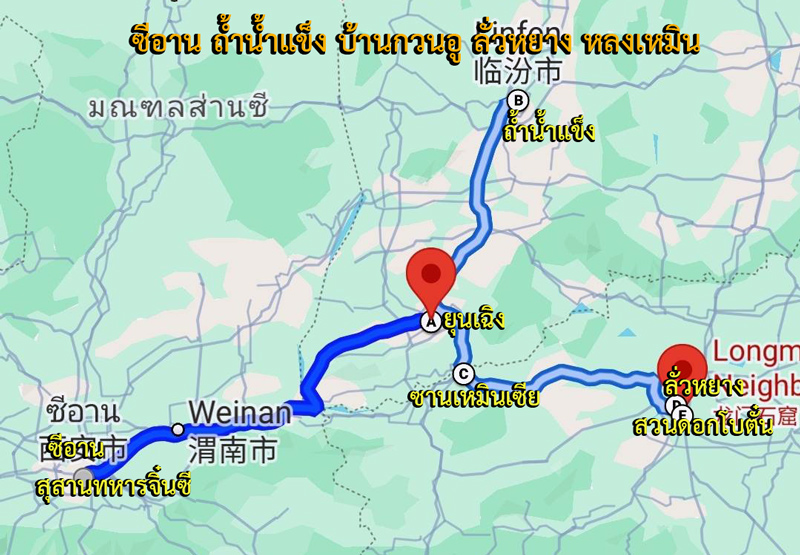 ซีอาน ถ้ำน้ำแข็ง บ้านกวนอู ลั่วหยาง หลงเหมิน
临汾市
มณฑลส่านซี
B
ถ้ำน้ำแข็ง
A
ยุนเฉิง
C
ซานเหมินเซีย
Longm
Neighb
ลั่วหยาง
สวนดอกโบตั๋น
ซีอาน
Weinan
渭南市
ซีอาน
สุสานทหารจิ๋นซี